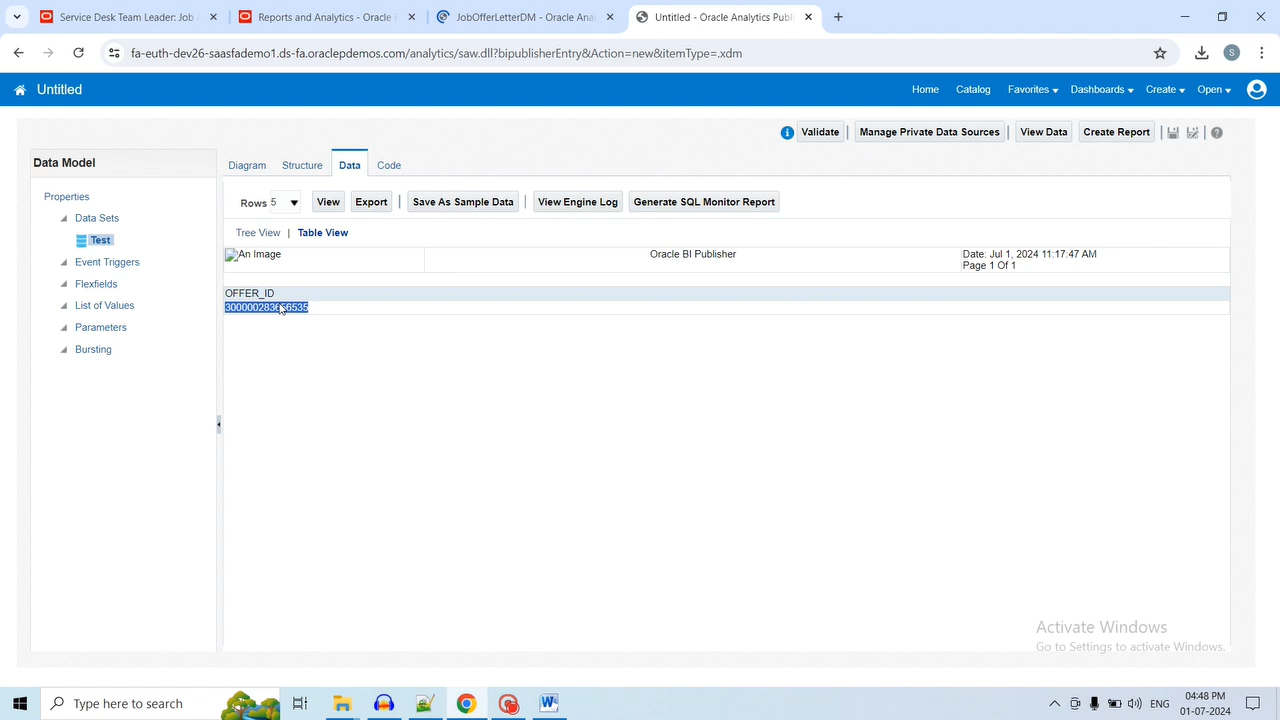 Service Desk Team Leader: Job A
Reports and Analytics - Oracle F
JobOfferLetterDM - Oracle Anal
Untitled - Oracle Analytics Publi
fa-euth-dev26-saasfademo1.ds-fa.oraclepdemos.com/analytics/saw.dll?bipublisherEntry&Action=new&itemType=.xdm
S
Untitled
Home
Catalog
Favorites
Dashboards
Create
Open
Validate
Manage Private Data Sources
View Data
Create Report
Data Model
Diagram
Structure
Data
Code
Properties
Data Sets
Test
Event Triggers
Flexfields
List of Values
Parameters
Bursting
Rows 5
View
Export
Save As Sample Data
View Engine Log
Generate SQL Monitor Report
Tree View | Table View
An Image
Oracle BI Publisher
Date: Jul 1, 2024 11:17:47 AM
Page 1 Of 1
OFFER_ID
Activate Windows
Go to Settings to activate Windows.
Type here to search
ENG
04:48 PM
01-07-2024